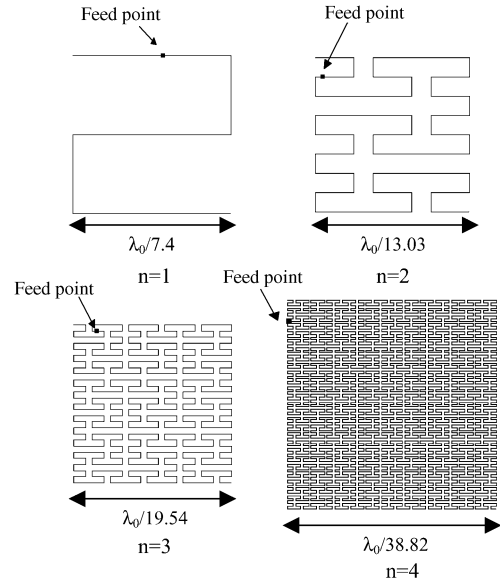 Feed point
Feed point
λ0/7.4
λ0/13.03
n=1
n=2
Feed point
Feed point
λ0/19.54
λ0/38.82
n=3
n=4